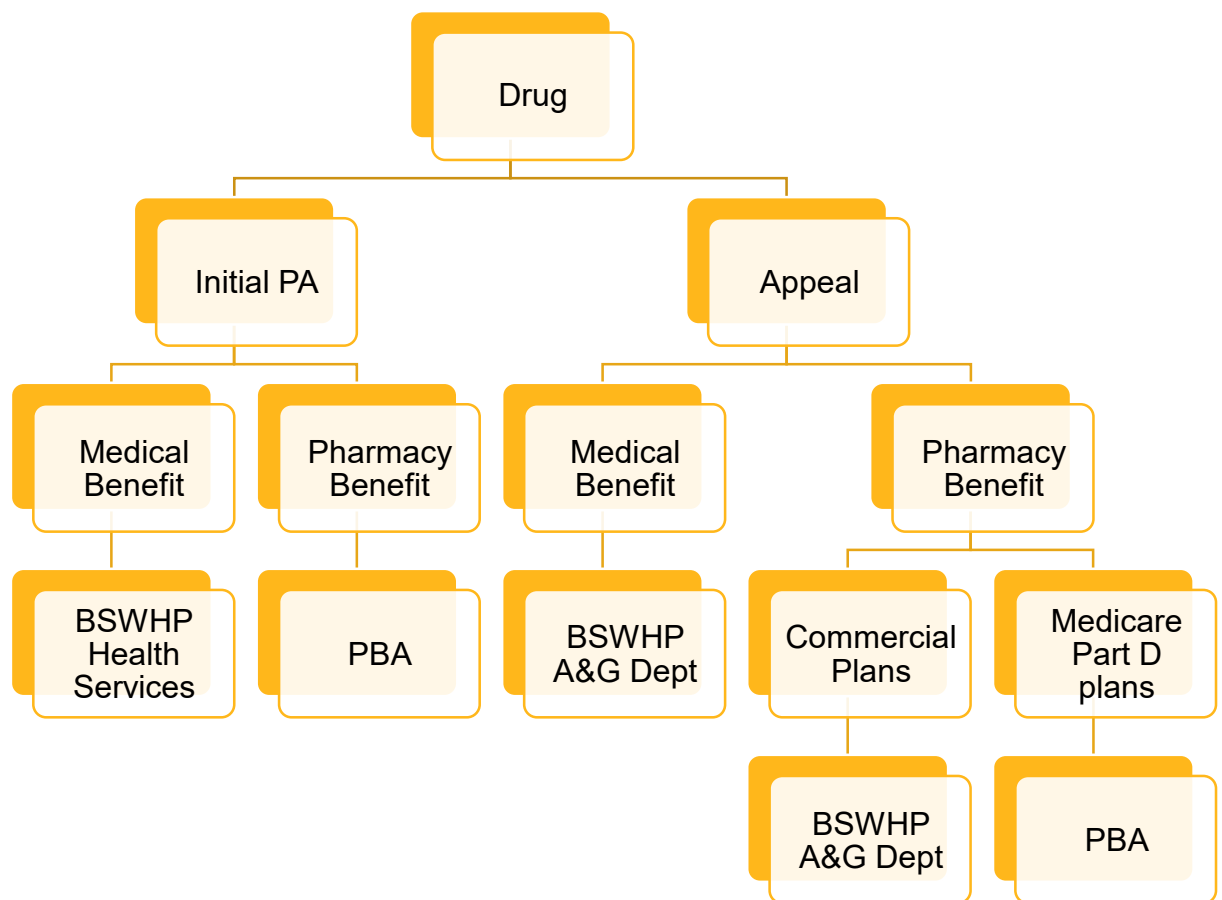 Drug
Initial PA
Appeal
Medical
Benefit
Pharmacy
Benefit
Medical
Benefit
Pharmacy
Benefit
BSWHP
Health
Services
PBA
BSWHP
A&G Dept
Commercial
Plans
Medicare
Part D
plans
BSWHP
A&G Dept
PBA